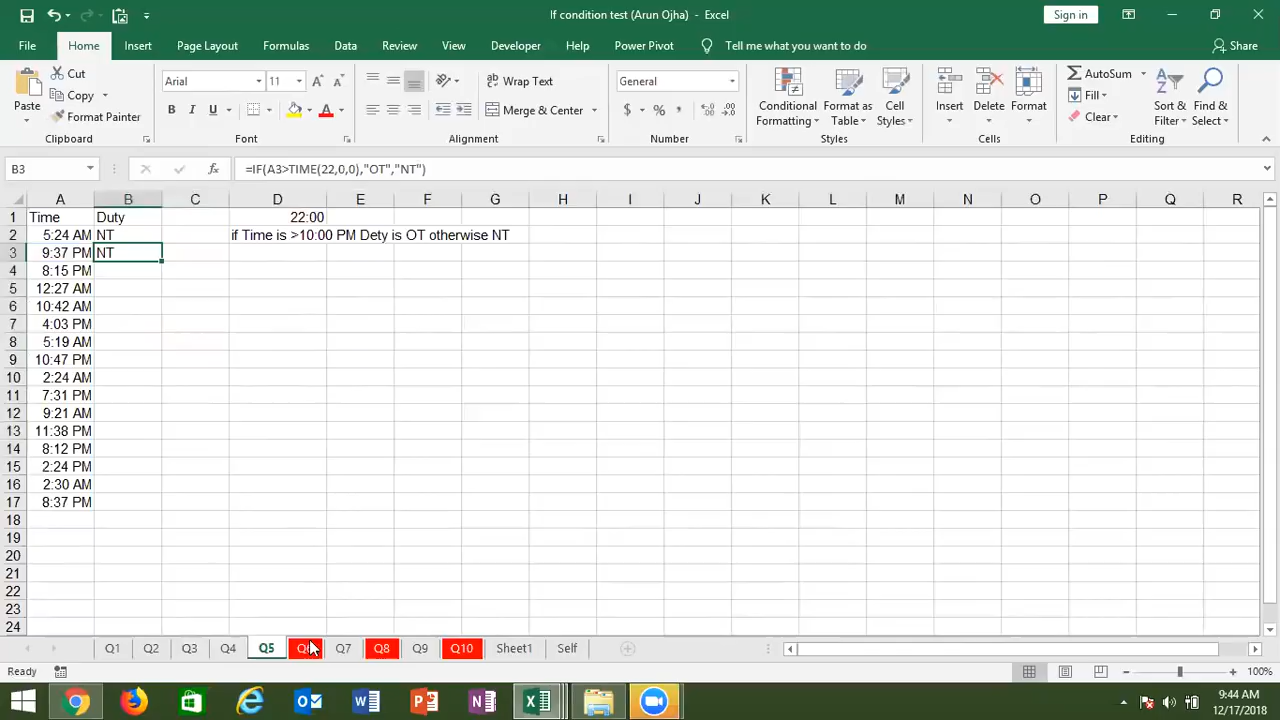 If condition test (Arun Ojha) - Excel
Sign in
File Home Insert Page Layout Formulas Data Review View Developer Help Power Pivot Tell me what you want to do Share
Paste
Cut
Copy
Format Painter
Clipboard
Arial 11
B I U
Font
Wrap Text
Merge & Center
Alignment
General
$ % ,
Number
Conditional Formatting
Format as Table
Cell Styles
Styles
Insert Delete Format
Cells
AutoSum
Fill
Clear
Sort & Filter
Find & Select
Editing
B3 fx =IF(A3>TIME(22,0,0),"OT","NT")
A B C D E F G H I J K L M N O P Q R
1 Time Duty 22:00
2 5:24 AM NT if Time is >10:00 PM Dety is OT otherwise NT
3 9:37 PM NT
4 8:15 PM
5 12:27 AM
6 10:42 AM
7 4:03 PM
8 5:19 AM
9 10:47 PM
10 2:24 AM
11 7:31 PM
12 9:21 AM
13 11:38 PM
14 8:12 PM
15 2:24 PM
16 2:30 AM
17 8:37 PM
18
19
20
21
22
23
24
Q1 Q2 Q3 Q4 Q5 Q6 Q7 Q8 Q9 Q10 Sheet1 Self
Ready 100%
9:44 AM
12/17/2018